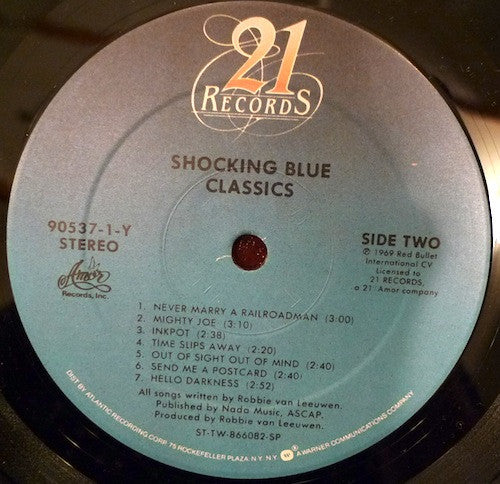 21
RECORDS
SHOCKING BLUE
CLASSICS
90537-1-Y
STEREO
SIDE TWO
℗ 1969 Red Bullet
International CV
Licensed to
21 RECORDS,
a 21 Amor company
Amor
Records, Inc.
1. NEVER MARRY A RAILROADMAN (3:00)
2. MIGHTY JOE (3:10)
3. INKPOT (2:38)
4. TIME SLIPS AWAY (2:20)
5. OUT OF SIGHT OUT OF MIND (2:40)
6. SEND ME A POSTCARD (2:40)
7. HELLO DARKNESS (2:52)
All songs written by Robbie van Leeuwen.
Published by Nada Music, ASCAP.
Produced by Robbie van Leeuwen.
ST-TW-866082-SP
DIST. BY ATLANTIC RECORDING CORP. 75 ROCKEFELLER PLAZA N.Y. N.Y. W A WARNER COMMUNICATIONS COMPANY